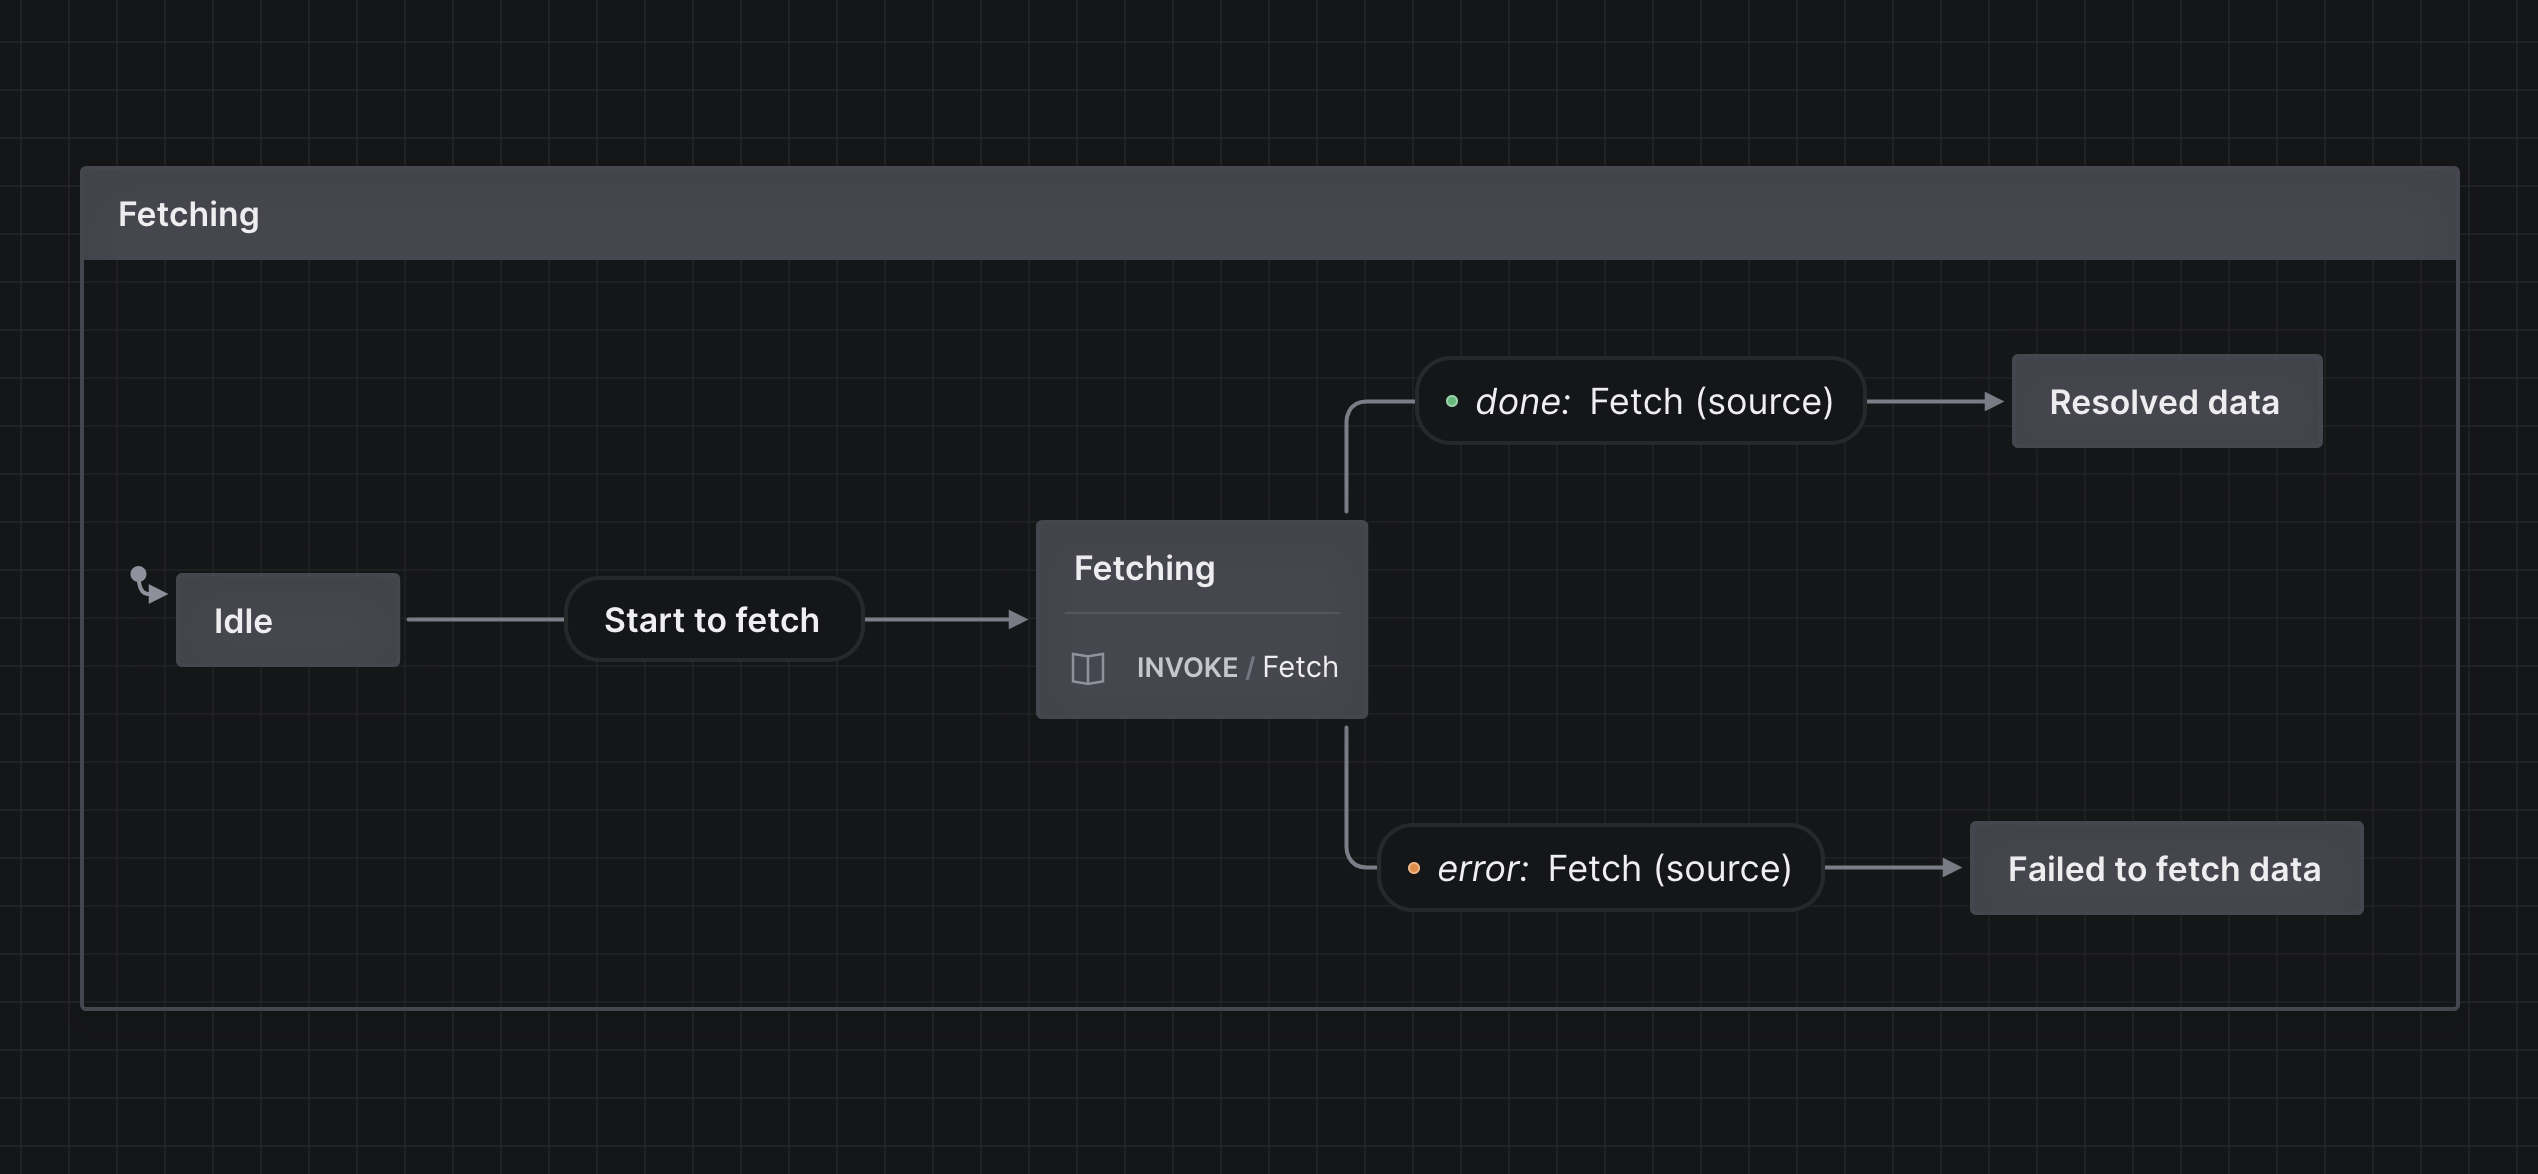 Fetching
Idle
Start to fetch
Fetching
INVOKE / Fetch
done: Fetch (source)
Resolved data
error: Fetch (source)
Failed to fetch data